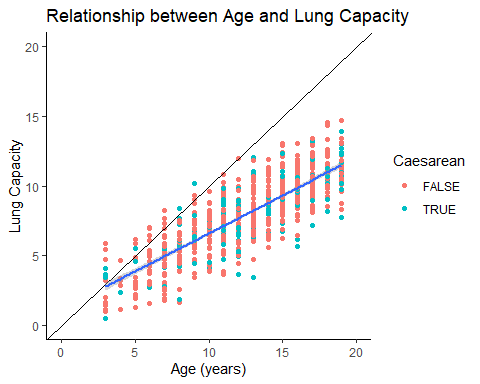 Relationship between Age and Lung Capacity
20
15
10
5
0
Lung Capacity
0
5
10
15
20
Age (years)
Caesarean
FALSE
TRUE